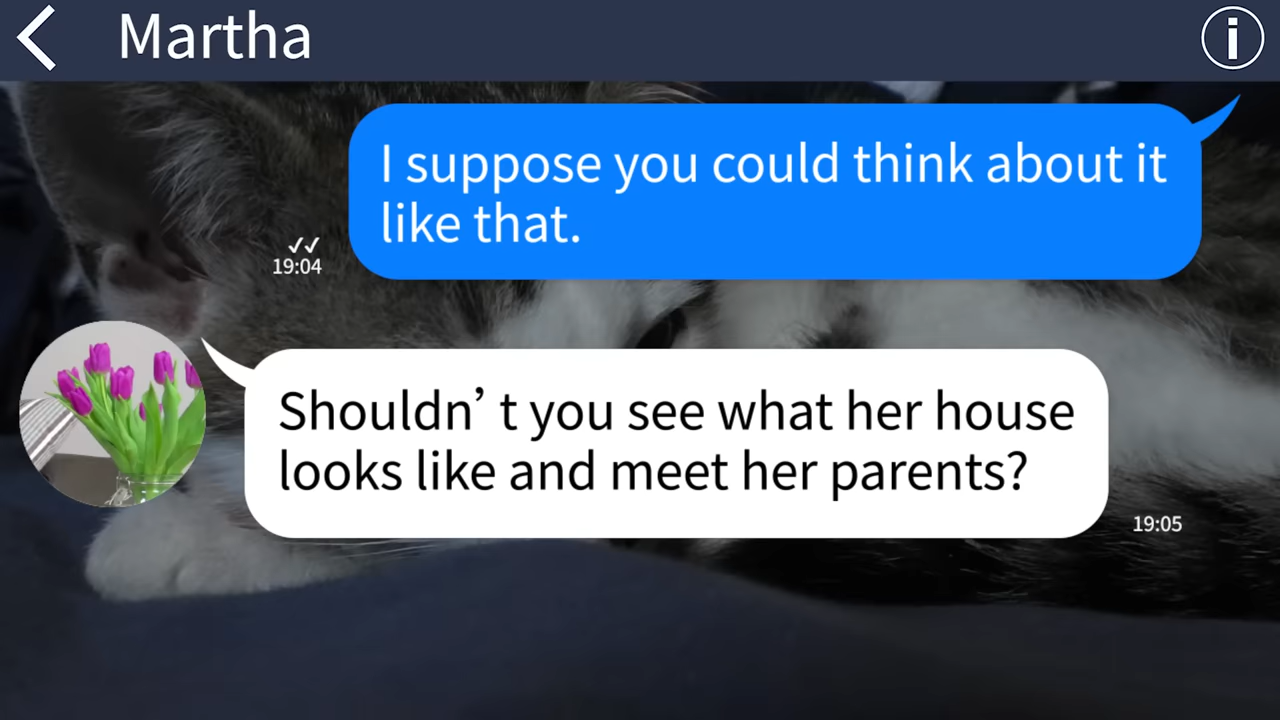 Martha
I suppose you could think about it
like that.
✓✓
19:04
Shouldn’ t you see what her house
looks like and meet her parents?
19:05